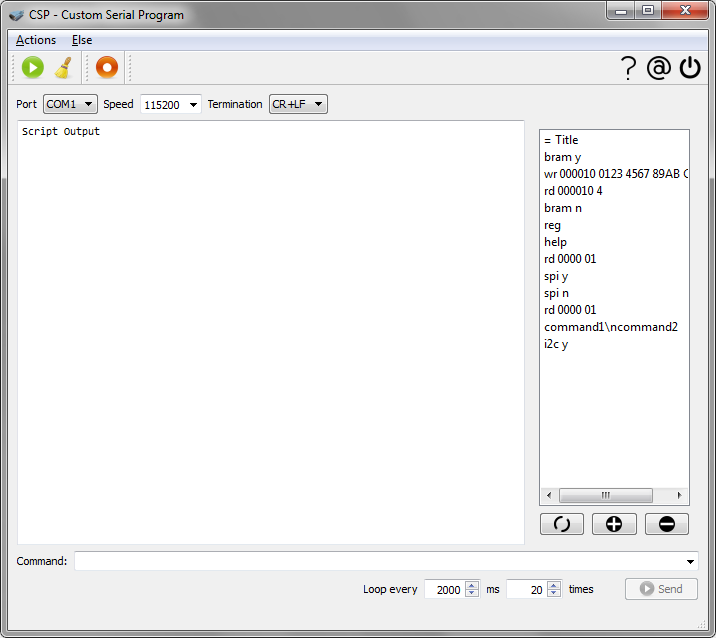 CSP - Custom Serial Program
Actions Else
Port COM1 Speed 115200 Termination CR+LF
Script Output
= Title
bram y
wr 000010 0123 4567 89AB
rd 000010 4
bram n
reg
help
rd 0000 01
spi y
spi n
rd 0000 01
command1\ncommand2
i2c y
Command:
Loop every 2000 ms 20 times Send